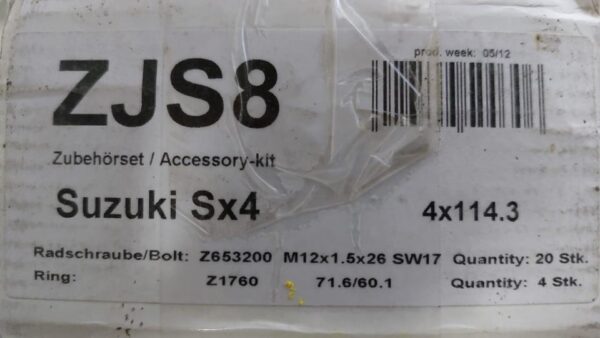 prod. week: 05/12
ZJS8
Zubehörset / Accessory-kit
Suzuki Sx4 4x114.3
Radschraube/Bolt: Z653200 M12x1.5x26 SW17 Quantity: 20 Stk.
Ring: Z1760 71.6/60.1 Quantity: 4 Stk.